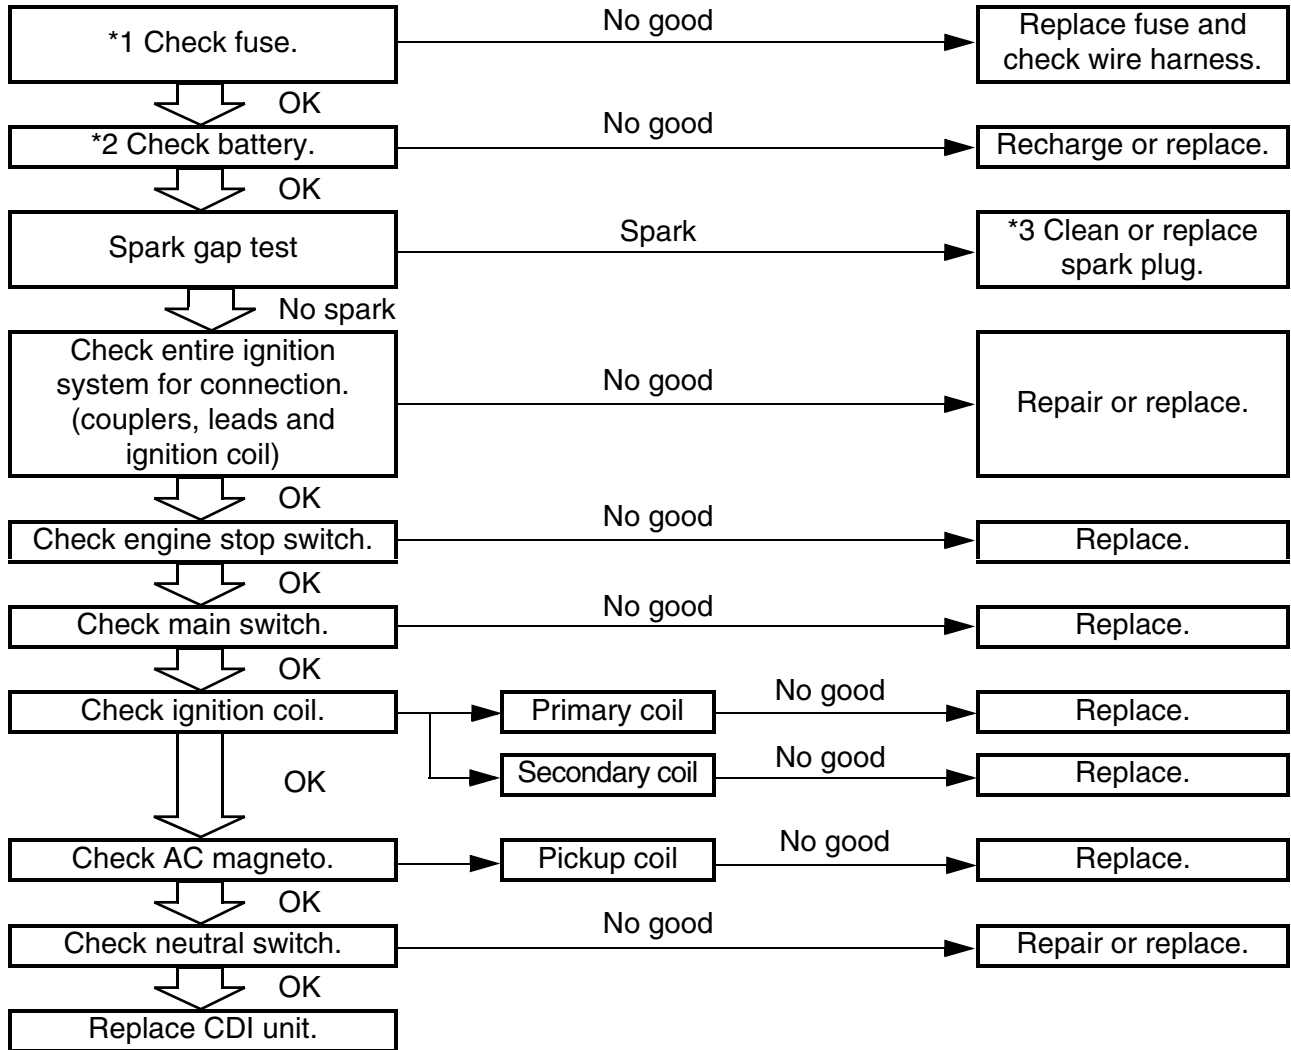 *1 Check fuse.
No good
Replace fuse and
check wire harness.
OK
*2 Check battery.
No good
Recharge or replace.
OK
Spark gap test
Spark
*3 Clean or replace
spark plug.
No spark
Check entire ignition
system for connection.
(couplers, leads and
ignition coil)
No good
Repair or replace.
OK
Check engine stop switch.
No good
Replace.
OK
Check main switch.
No good
Replace.
OK
Check ignition coil.
Primary coil
No good
Replace.
Secondary coil
No good
Replace.
OK
Check AC magneto.
Pickup coil
No good
Replace.
OK
Check neutral switch.
No good
Repair or replace.
OK
Replace CDI unit.